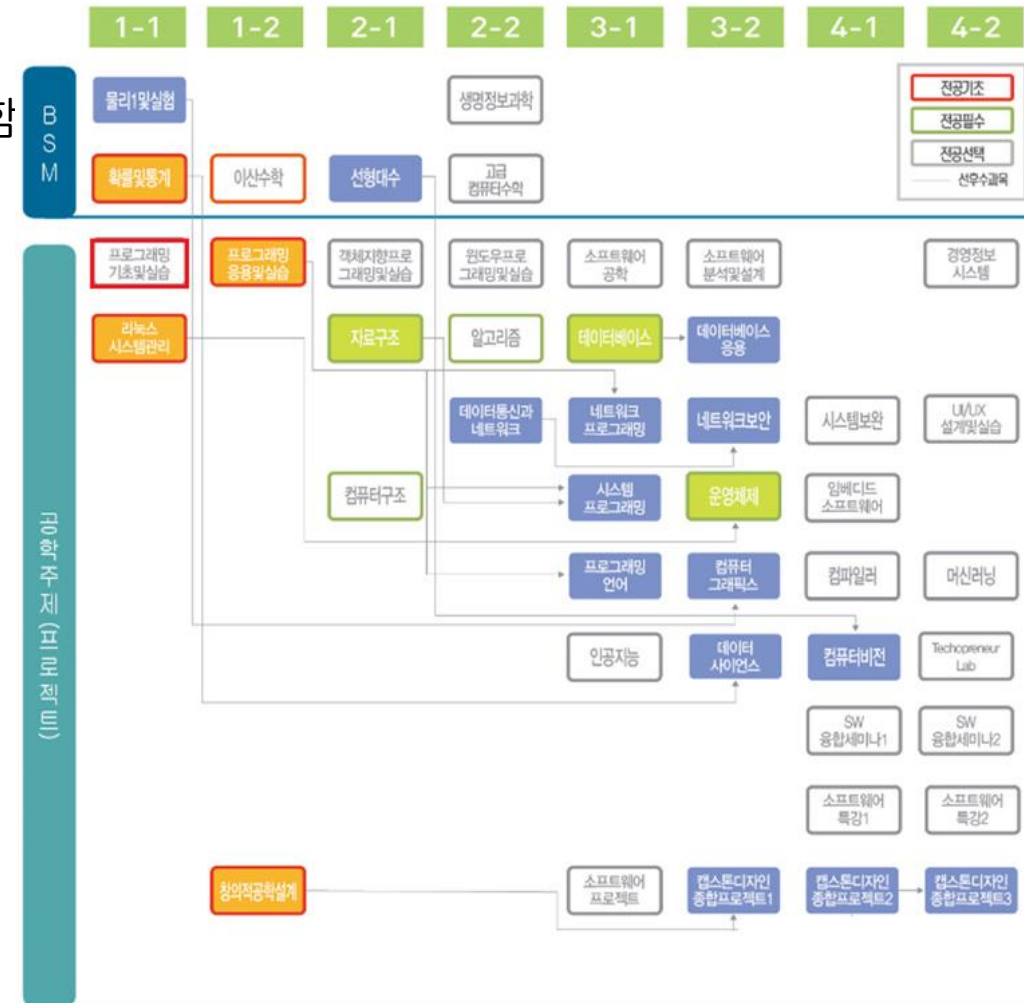 1-1
1-2
2-1
2-2
3-1
3-2
4-1
4-2
함
BSM
물리1및실험
생명정보과학
전공기초
전공필수
전공선택
선후수과목
확률및통계
이산수학
선형대수
고급
컴퓨터수학
공학주제(프로젝트)
프로그래밍
기초및실습
프로그래밍
응용및실습
객체지향프로
그래밍및실습
윈도우프로
그래밍및실습
소프트웨어
공학
소프트웨어
분석및설계
경영정보
시스템
리눅스
시스템관리
자료구조
알고리즘
데이터베이스
데이터베이스
응용
데이터통신과
네트워크
네트워크
프로그래밍
네트워크보안
시스템보완
UI/UX
설계및실습
컴퓨터구조
시스템
프로그래밍
운영체제
임베디드
소프트웨어
프로그래밍
언어
컴퓨터
그래픽스
컴파일러
머신러닝
인공지능
데이터
사이언스
컴퓨터비전
Techopreneur
Lab
SW
융합세미나1
SW
융합세미나2
소프트웨어
특강1
소프트웨어
특강2
창의적공학설계
소프트웨어
프로젝트
캡스톤디자인
종합프로젝트1
캡스톤디자인
종합프로젝트2
캡스톤디자인
종합프로젝트3